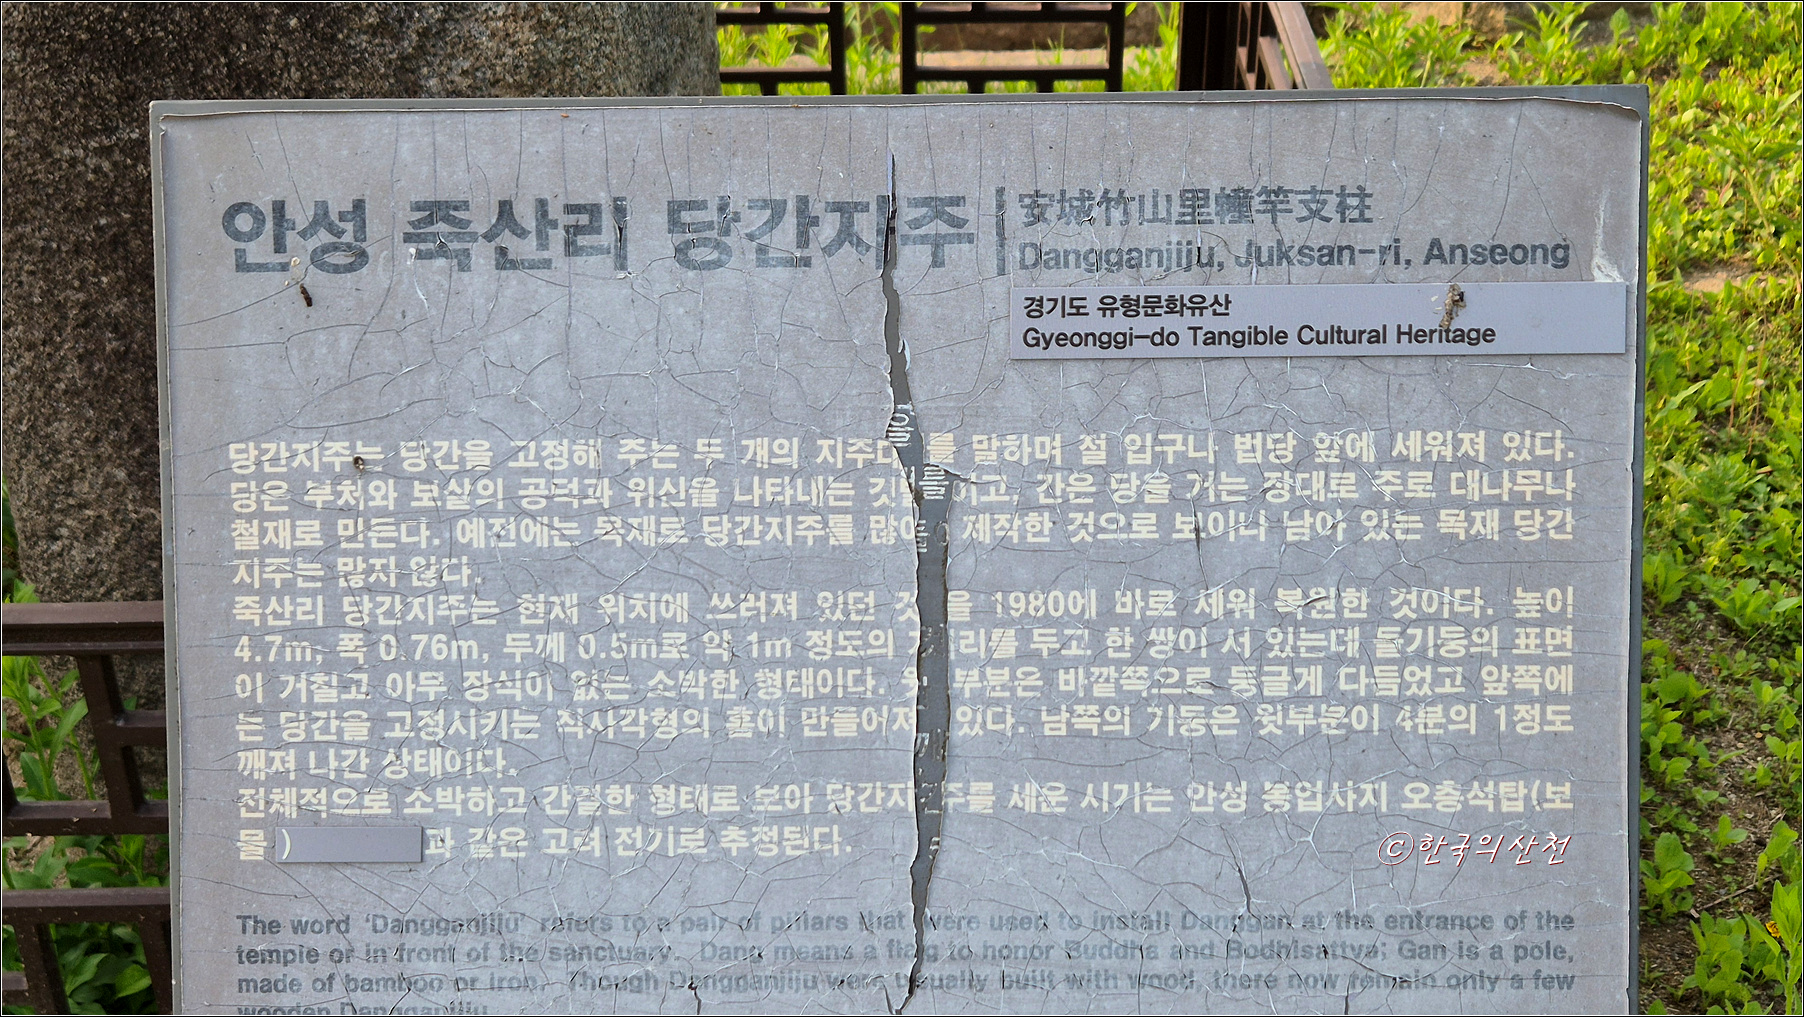 안성 죽산리 당간지주
安城竹山里幢竿支柱
Dangganjiju, Juksan-ri, Anseong
경기도 유형문화유산
Gyeonggi-do Tangible Cultural Heritage
당간지주는 당간을 고정해 주는 두 개의 지주대를 말하며 절 입구나 법당 앞에 세워져 있다.
당은 부처와 보살의 공덕과 위신을 나타내는 깃발이고, 간은 당을 거는 장대로 주로 대나무나
철재로 만든다. 예전에는 목재로 당간지주를 많이 제작한 것으로 보이나 남아 있는 목재 당간
지주는 많지 않다.
죽산리 당간지주는 현재 위치에 쓰러져 있던 것을 1980에 바로 세워 복원한 것이다. 높이
4.7m, 폭 0.76m, 두께 0.5m로 약 1m 정도의 거리를 두고 한 쌍이 서 있는데 돌기둥의 표면
이 거칠고 아무 장식이 없는 소박한 형태이다. 윗부분은 바깥쪽으로 둥글게 다듬었고 앞쪽에
는 당간을 고정시키는 직사각형의 홈이 만들어져 있다. 남쪽의 기둥은 윗부분이 4분의 1정도
깨져 나간 상태이다.
전체적으로 소박하고 간결한 형태로 보아 당간지주를 세운 시기는 안성 봉업사지 오층석탑(보
물)과 같은 고려 전기로 추정된다.
©한국의산천
The word ‘Dangganjiju’ refers to a pair of pillars that were used to install Danggan at the entrance of the
temple or in front of the sanctuary. Dang means a flag to honor Buddha and Bodhisattva; Gan is a pole,
made of bamboo or iron. Though Dangganjiju were usually built with wood, there now remain only a few
wooden Dangganjiju.